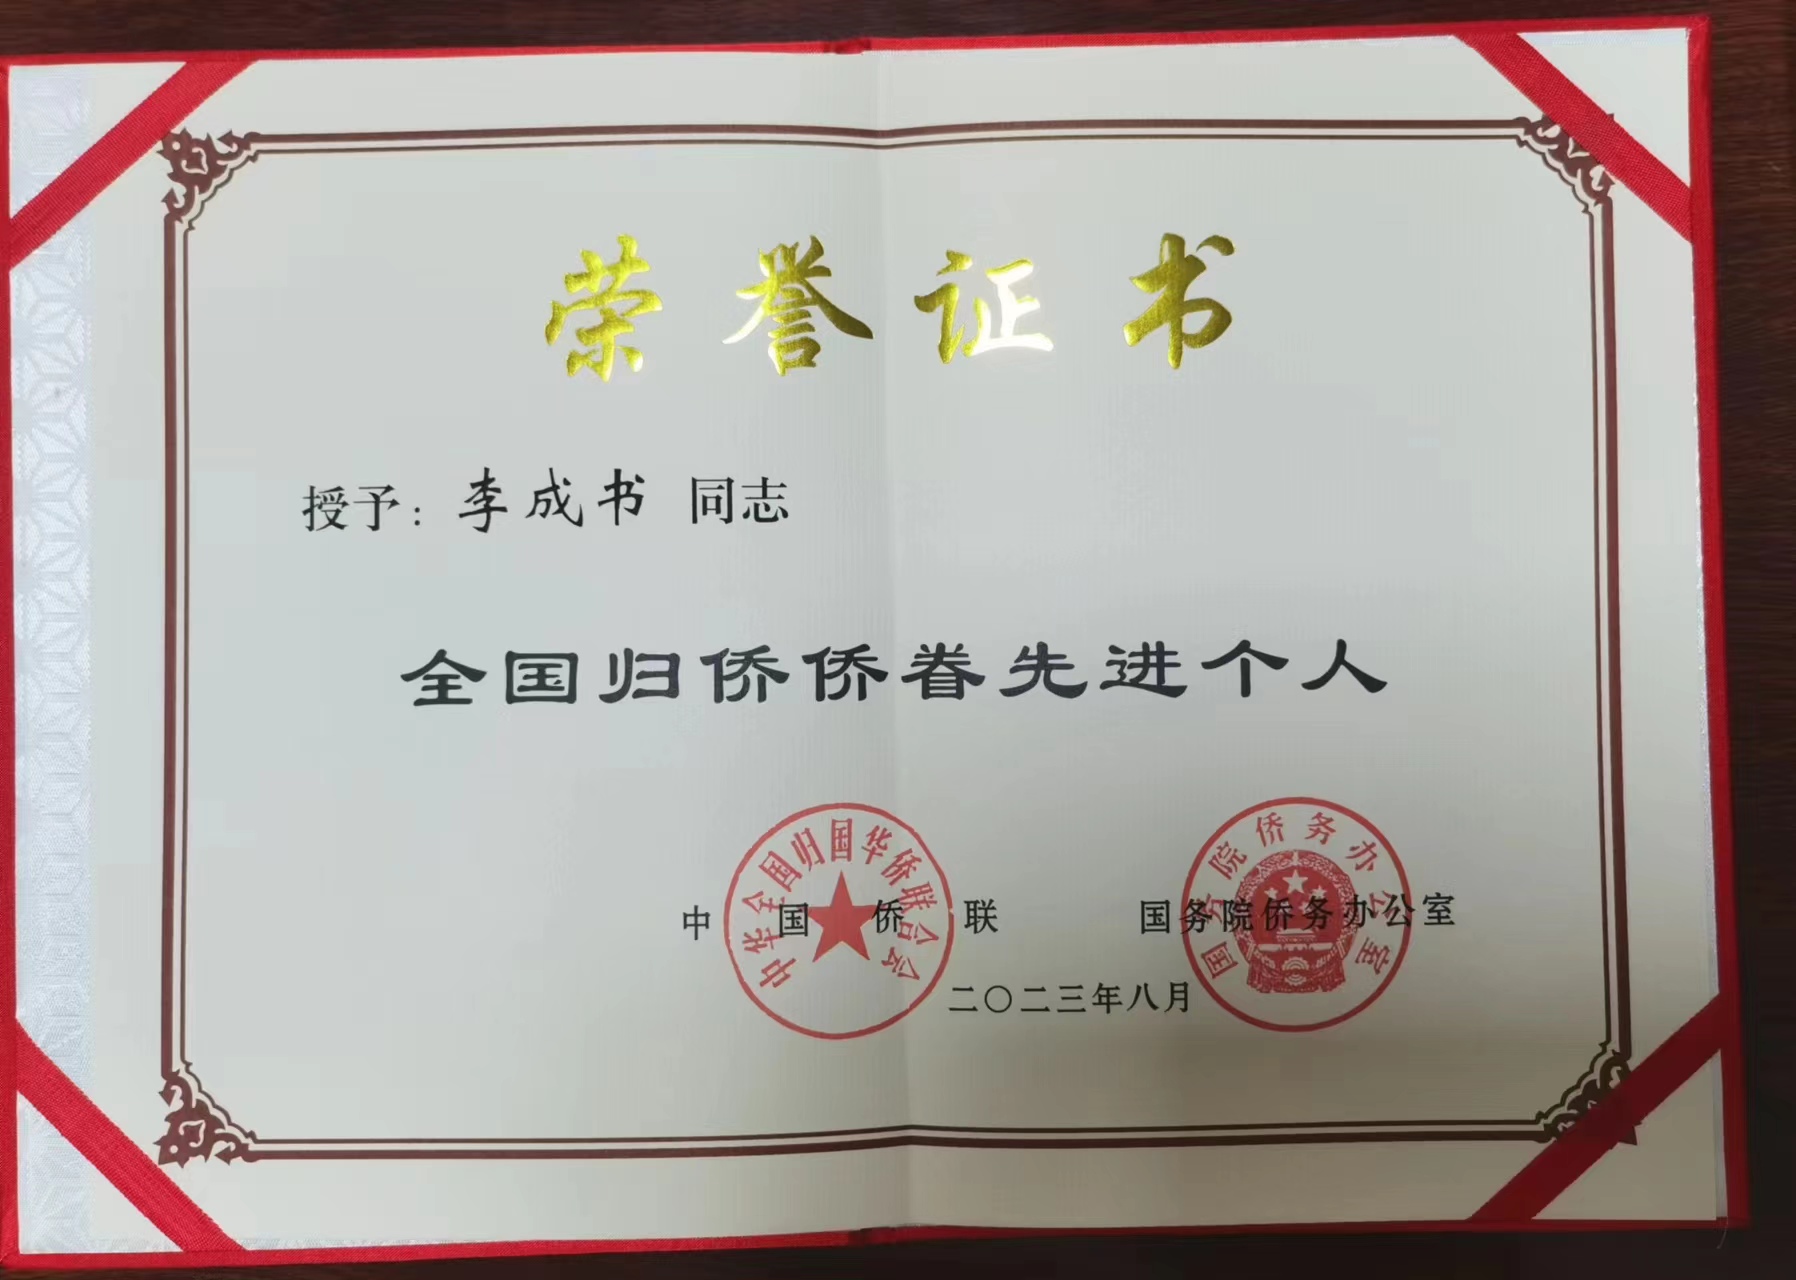 荣誉证书
授予：李成书 同志
全国归侨侨眷先进个人
中国侨联 国务院侨务办公室
二〇二三年八月
中华全国归国华侨联合会
国务院侨务办公室